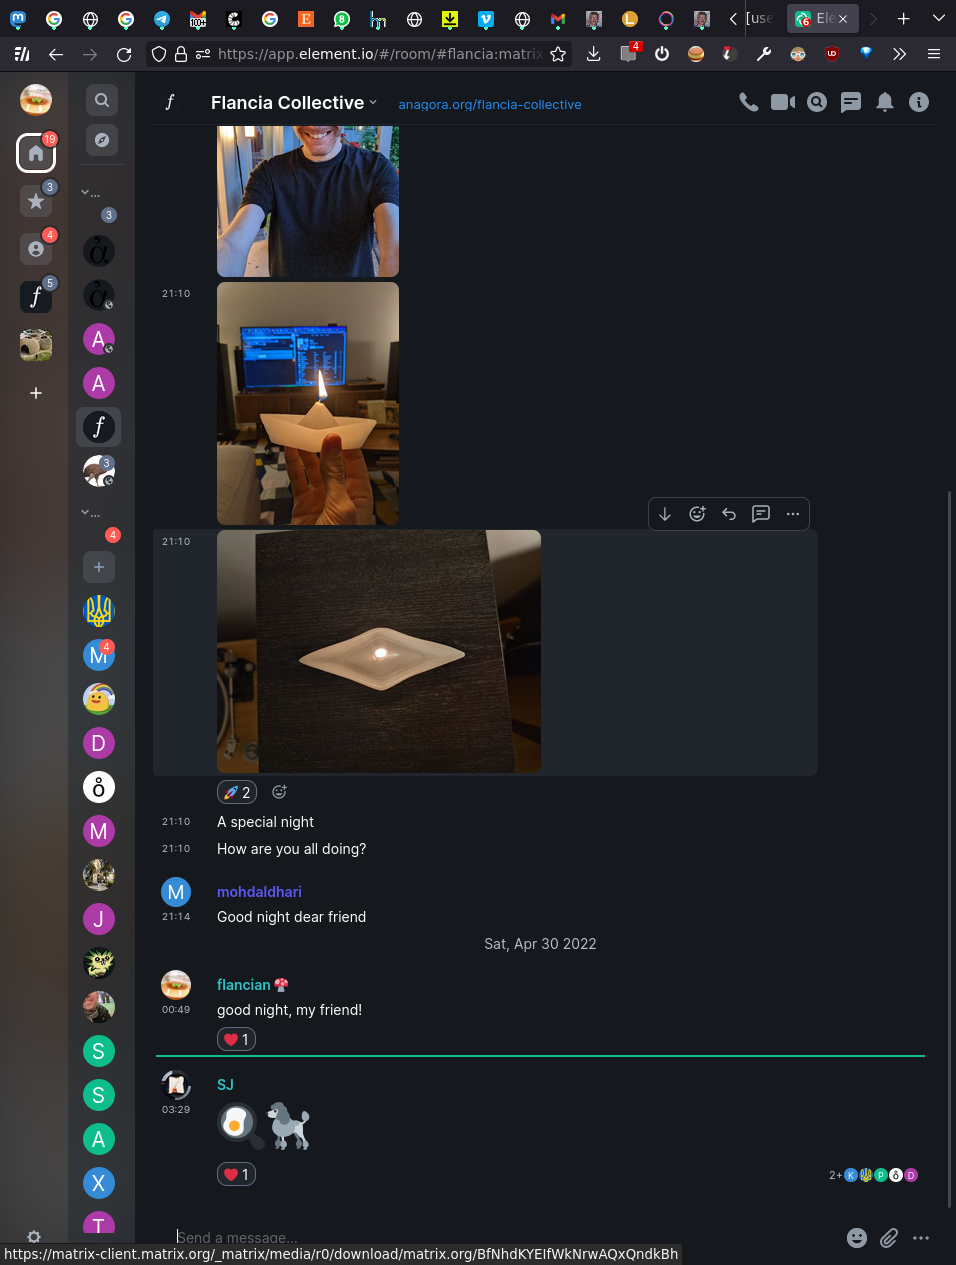 [use
Ele
6
100+
8
https://app.element.io/#/room/#flancia:matrix
4
UD
Flancia Collective
anagora.org/flancia-collective
19
3
4
f
5
...
3
A
A
f
3
21:10
...
4
21:10
M
4
D
M
J
S
S
A
X
T
2
21:10 A special night
21:10 How are you all doing?
M mohdaldhari
21:14 Good night dear friend
Sat, Apr 30 2022
flancian
00:49 good night, my friend!
1
SJ
03:29
1
2+ K P D
Send a message...
https://matrix-client.matrix.org/_matrix/media/r0/download/matrix.org/BfNhdKYEIfWkNrwAQxQndkBh